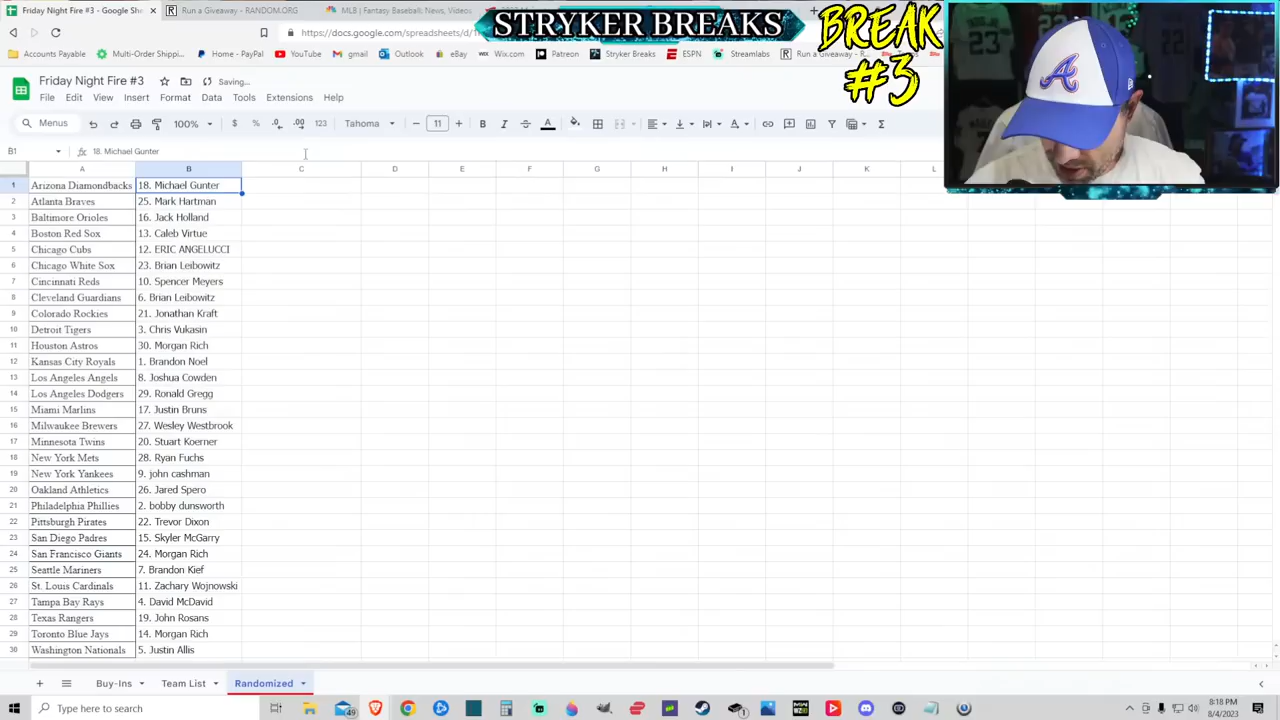 Friday Night Fire #3
Run a Giveaway - RANDOM.ORG
MLB | Fantasy Baseball: News, Videos
https://docs.google.com/spreadsheets/d/
STRYKER BREAKS
BREAK
#3
Multi-Order Shippi...
Home - PayPal
YouTube
gmail
Outlook
eBay
Wix.com
Patreon
Stryker Breaks
ESPN
Streamlabs
Run a Giveaway -
Friday Night Fire #3
Saving...
File Edit View Insert Format Data Tools Extensions Help
Menus 100% $ % .0 .00 123 Tahoma 11
B1 18. Michael Gunter
A B C D E F G H I J K L
1 Arizona Diamondbacks 18. Michael Gunter
2 Atlanta Braves 25. Mark Hartman
3 Baltimore Orioles 16. Jack Holland
4 Boston Red Sox 13. Caleb Virtue
5 Chicago Cubs 12. ERIC ANGELUCCI
6 Chicago White Sox 23. Brian Leibowitz
7 Cincinnati Reds 10. Spencer Meyers
8 Cleveland Guardians 6. Brian Leibowitz
9 Colorado Rockies 21. Jonathan Kraft
10 Detroit Tigers 3. Chris Vukasin
11 Houston Astros 30. Morgan Rich
12 Kansas City Royals 1. Brandon Noel
13 Los Angeles Angels 8. Joshua Cowden
14 Los Angeles Dodgers 29. Ronald Gregg
15 Miami Marlins 17. Justin Bruns
16 Milwaukee Brewers 27. Wesley Westbrook
17 Minnesota Twins 20. Stuart Koerner
18 New York Mets 28. Ryan Fuchs
19 New York Yankees 9. john cashman
20 Oakland Athletics 26. Jared Spero
21 Philadelphia Phillies 2. bobby dunsworth
22 Pittsburgh Pirates 22. Trevor Dixon
23 San Diego Padres 15. Skyler McGarry
24 San Francisco Giants 24. Morgan Rich
25 Seattle Mariners 7. Brandon Kief
26 St. Louis Cardinals 11. Zachary Wojnowski
27 Tampa Bay Rays 4. David McDavid
28 Texas Rangers 19. John Rosans
29 Toronto Blue Jays 14. Morgan Rich
30 Washington Nationals 5. Justin Allis
Buy-Ins Team List Randomized
Type here to search
49
8:18 PM
8/4/2023